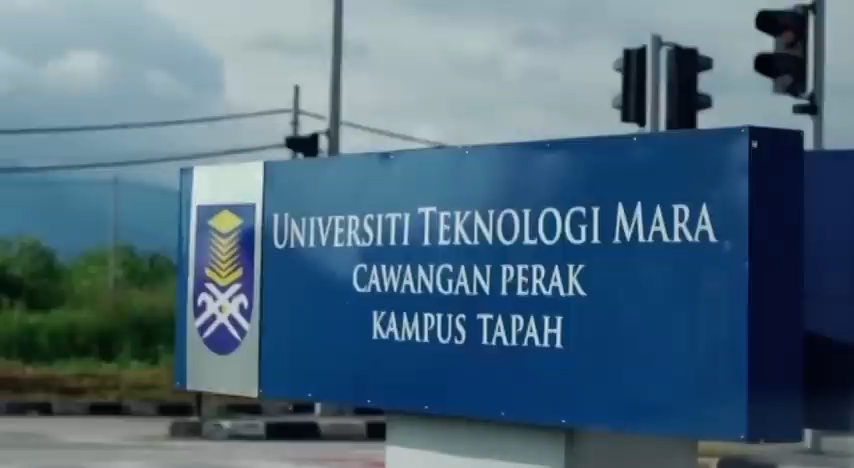 UNIVERSITI TEKNOLOGI MARA
CAWANGAN PERAK
KAMPUS TAPAH